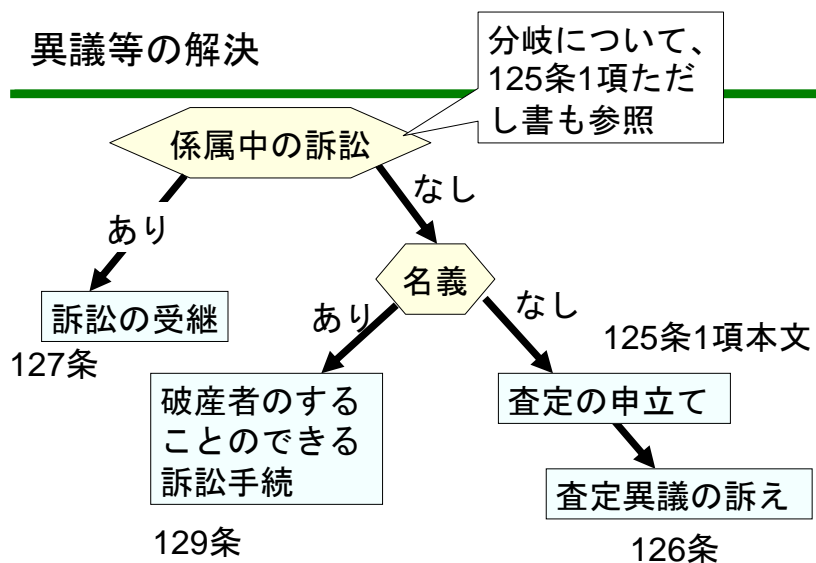 異議等の解決
分岐について、
125条1項ただ
し書も参照
係属中の訴訟
あり
なし
訴訟の受継
127条
名義
あり
なし
125条1項本文
破産者のする
ことのできる
訴訟手続
129条
査定の申立て
査定異議の訴え
126条